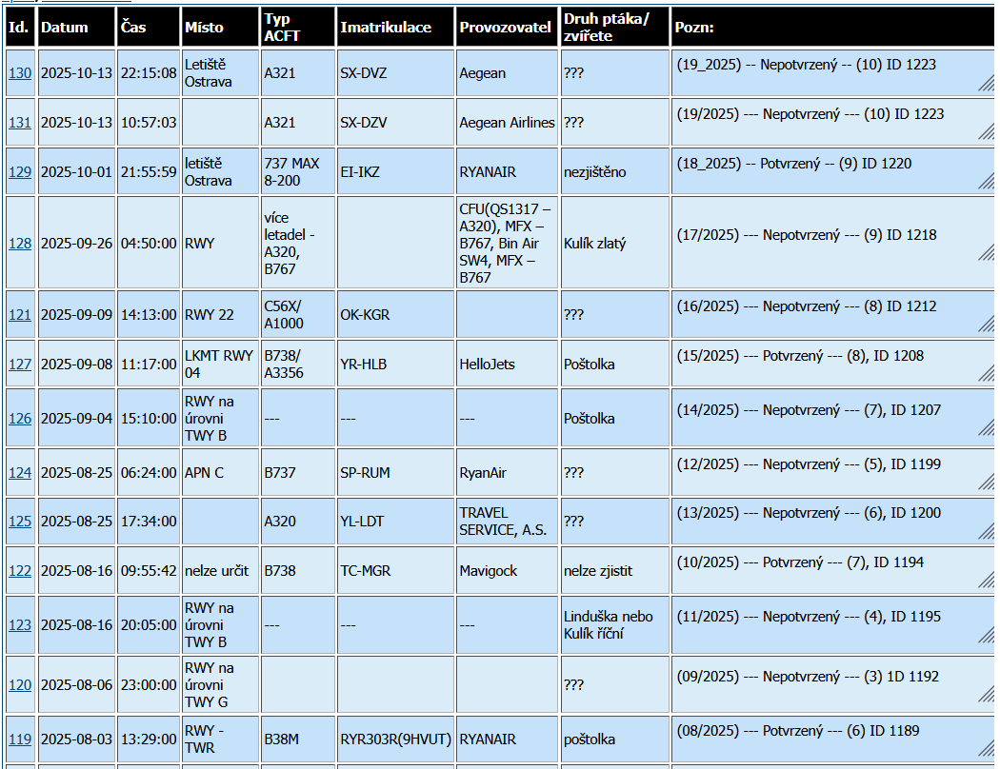 Id. Datum Čas Místo Typ ACFT Imatrikulace Provozovatel Druh ptáka/ zvířete Pozn:
130 2025-10-13 22:15:08 Letiště Ostrava A321 SX-DVZ Aegean ??? (19_2025) -- Nepotvrzený -- (10) ID 1223
131 2025-10-13 10:57:03 A321 SX-DZV Aegean Airlines ??? (19/2025) --- Nepotvrzený --- (10) ID 1223
129 2025-10-01 21:55:59 letiště Ostrava 737 MAX 8-200 EI-IKZ RYANAIR nezjištěno (18_2025) -- Potvrzený -- (9) ID 1220
128 2025-09-26 04:50:00 RWY více letadel - A320, B767 CFU(QS1317 – A320), MFX – B767, Bin Air SW4, MFX – B767 Kulík zlatý (17/2025) --- Nepotvrzený --- (9) ID 1218
121 2025-09-09 14:13:00 RWY 22 C56X/ A1000 OK-KGR ??? (16/2025) --- Nepotvrzený --- (8) ID 1212
127 2025-09-08 11:17:00 LKMT RWY 04 B738/ A3356 YR-HLB HelloJets Poštolka (15/2025) --- Potvrzený --- (8), ID 1208
126 2025-09-04 15:10:00 RWY na úrovni TWY B --- --- --- Poštolka (14/2025) --- Nepotvrzený --- (7), ID 1207
124 2025-08-25 06:24:00 APN C B737 SP-RUM RyanAir ??? (12/2025) --- Nepotvrzený --- (5), ID 1199
125 2025-08-25 17:34:00 A320 YL-LDT TRAVEL SERVICE, A.S. ??? (13/2025) --- Nepotvrzený --- (6), ID 1200
122 2025-08-16 09:55:42 nelze určit B738 TC-MGR Mavigock nelze zjistit (10/2025) --- Potvrzený --- (7), ID 1194
123 2025-08-16 20:05:00 RWY na úrovni TWY B --- --- --- Linduška nebo Kulík říční (11/2025) --- Nepotvrzený --- (4), ID 1195
120 2025-08-06 23:00:00 RWY na úrovni TWY G ??? (09/2025) --- Nepotvrzený --- (3) 1D 1192
119 2025-08-03 13:29:00 RWY - TWR B38M RYR303R(9HVUT) RYANAIR poštolka (08/2025) --- Potvrzený --- (6) ID 1189